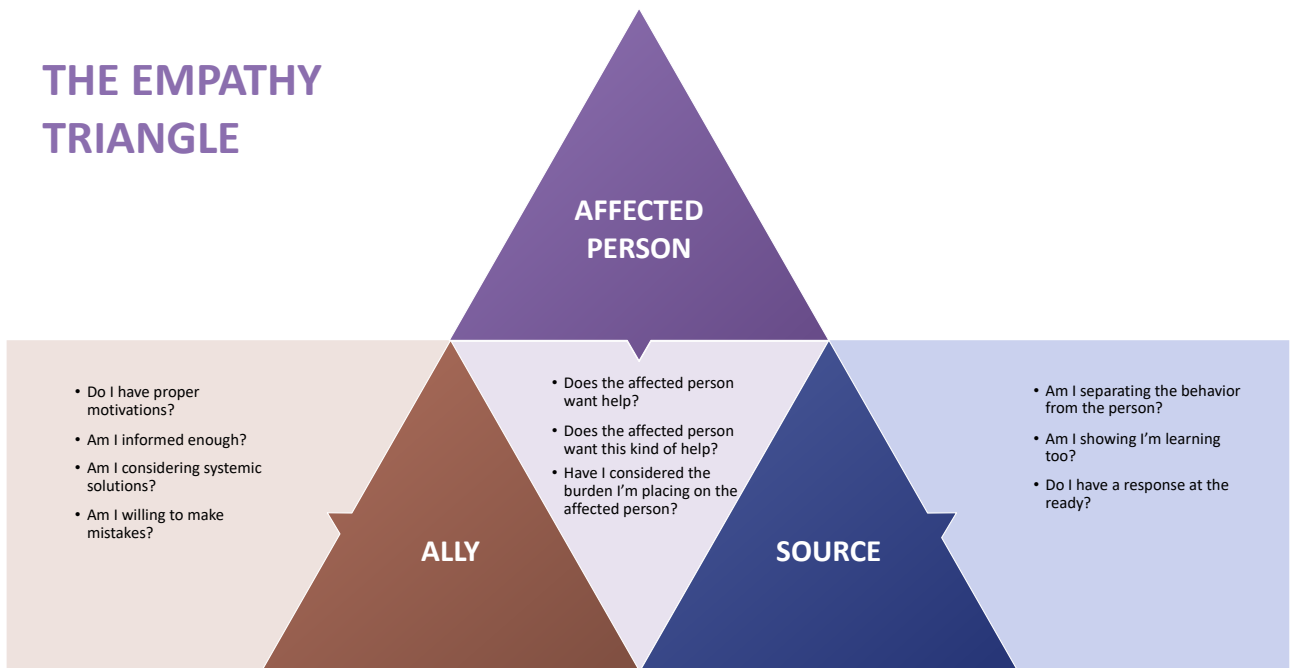 THE EMPATHY
TRIANGLE
AFFECTED
PERSON
• Do I have proper
motivations?
• Am I informed enough?
• Am I considering systemic
solutions?
• Am I willing to make
mistakes?
ALLY
• Does the affected person
want help?
• Does the affected person
want this kind of help?
• Have I considered the
burden I'm placing on the
affected person?
SOURCE
• Am I separating the behavior
from the person?
• Am I showing I'm learning
too?
• Do I have a response at the
ready?